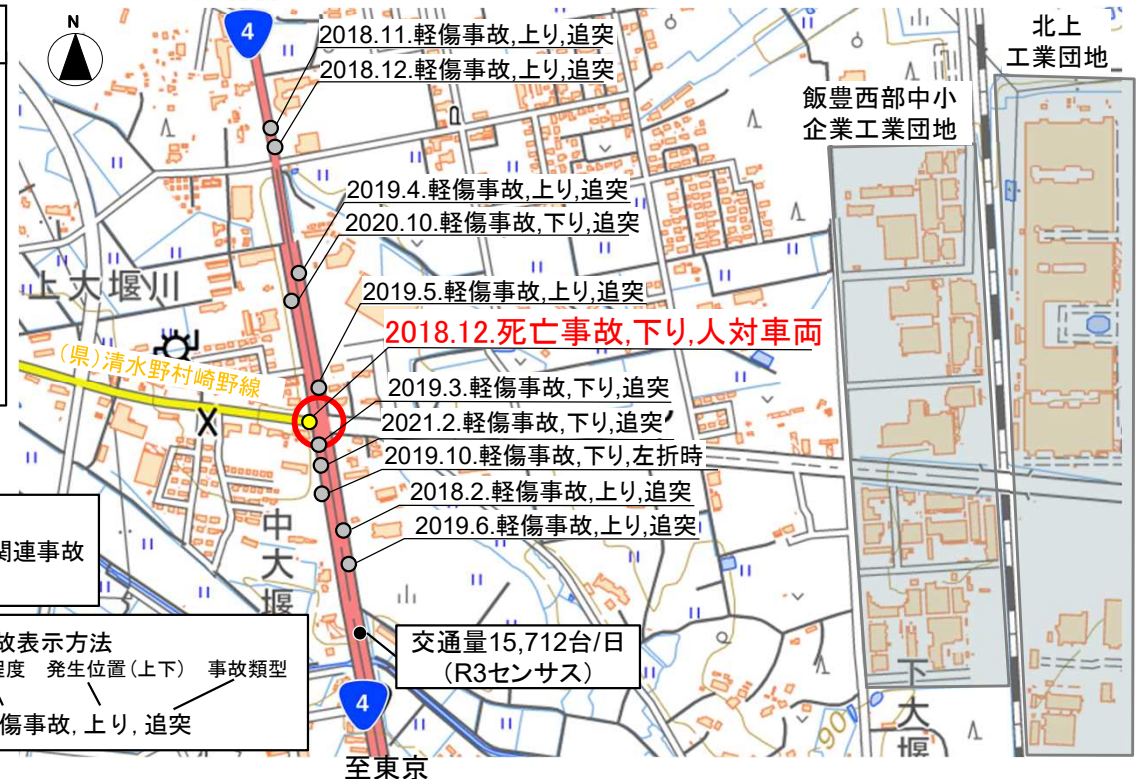 N
4
2018.11.軽傷事故,上り,追突
2018.12.軽傷事故,上り,追突
北上
工業団地
飯豊西部中小
企業工業団地
2019.4.軽傷事故,上り,追突
2020.10.軽傷事故,下り,追突
上大堰川
2019.5.軽傷事故,上り,追突
2018.12.死亡事故,下り,人対車両
(県)清水野村崎野線
2019.3.軽傷事故,下り,追突
2021.2.軽傷事故,下り,追突
2019.10.軽傷事故,下り,左折時
2018.2.軽傷事故,上り,追突
2019.6.軽傷事故,上り,追突
中大堰
関連事故
故表示方法
程度 発生位置(上下) 事故類型
傷事故,上り,追突
交通量15,712台/日
(R3センサス)
4
下大堰
90
至東京